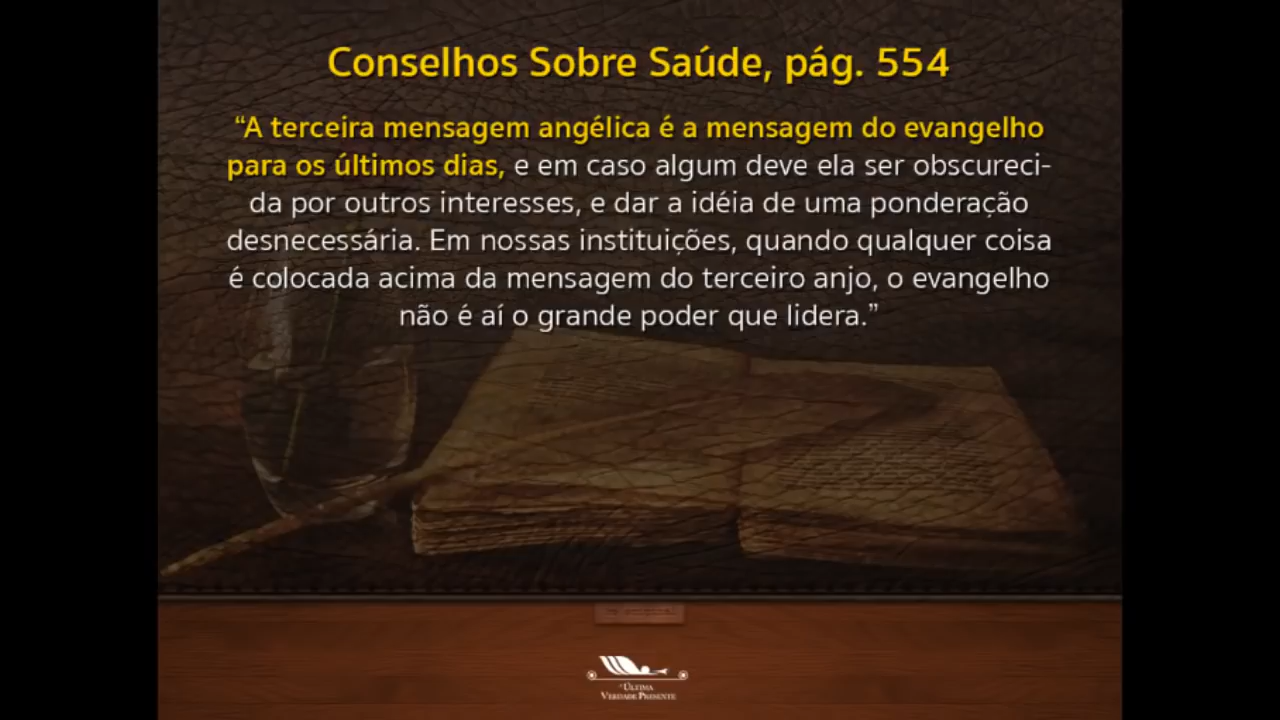 Conselhos Sobre Saúde, pág. 554
“A terceira mensagem angélica é a mensagem do evangelho
para os últimos dias, e em caso algum deve ela ser obscureci-
da por outros interesses, e dar a idéia de uma ponderação
desnecessária. Em nossas instituições, quando qualquer coisa
é colocada acima da mensagem do terceiro anjo, o evangelho
não é aí o grande poder que lidera.”
Última
Verdade Presente